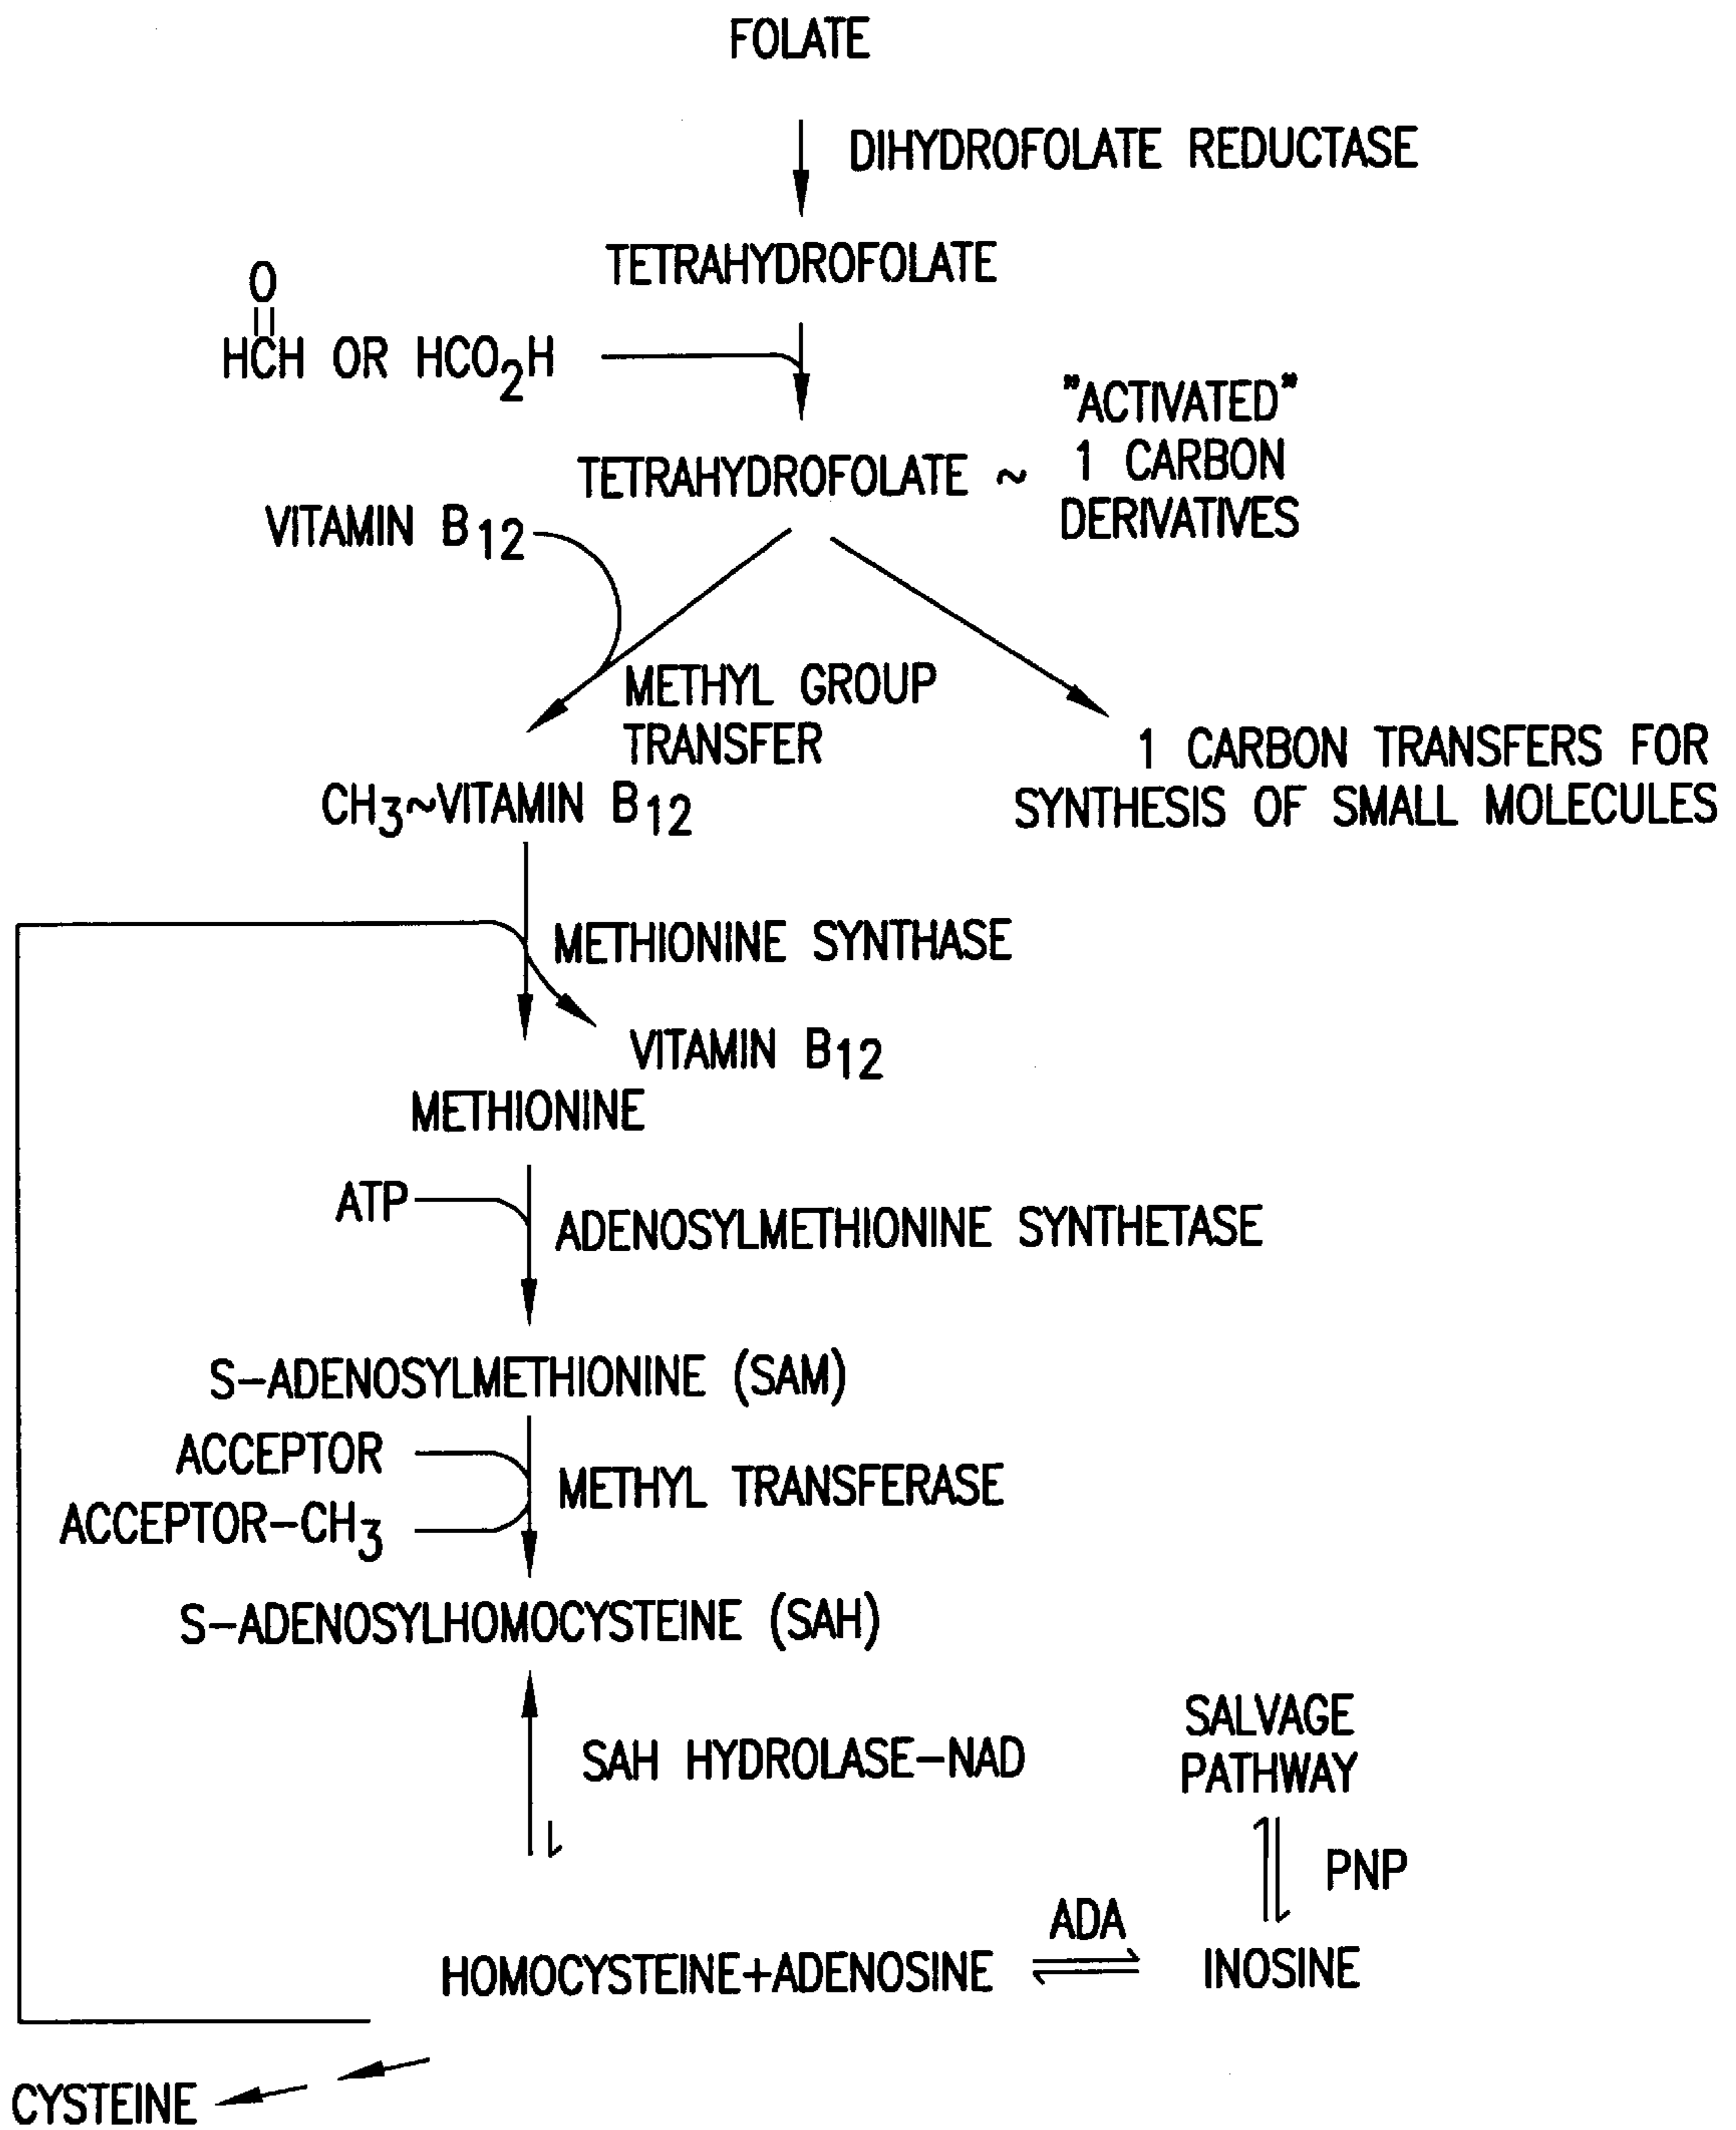 FOLATE
DIHYDROFOLATE REDUCTASE
TETRAHYDROFOLATE
O
HCH OR HCO2H
"ACTIVATED"
1 CARBON
DERIVATIVES
TETRAHYDROFOLATE ~
VITAMIN B12
METHYL GROUP
TRANSFER
1 CARBON TRANSFERS FOR
SYNTHESIS OF SMALL MOLECULES
CH3~VITAMIN B12
METHIONINE SYNTHASE
VITAMIN B12
METHIONINE
ATP
ADENOSYLMETHIONINE SYNTHETASE
S-ADENOSYLMETHIONINE (SAM)
ACCEPTOR
METHYL TRANSFERASE
ACCEPTOR-CH3
S-ADENOSYLHOMOCYSTEINE (SAH)
SAH HYDROLASE-NAD
SALVAGE
PATHWAY
PNP
ADA
HOMOCYSTEINE+ADENOSINE
INOSINE
CYSTEINE